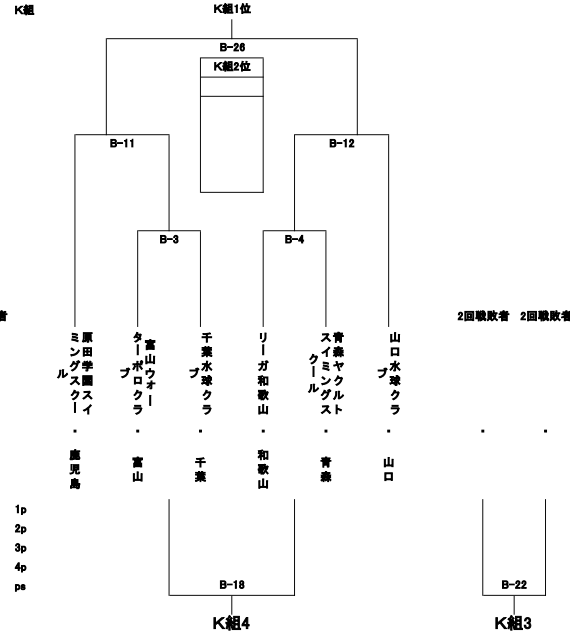 K組
K組1位
B-26
K組2位
B-11
B-12
B-3
B-4
者
2回戦敗者
2回戦敗者
原田学園スイ
ミングスクー
ル
富山ウォー
ターポロクラ
ブ
千葉水球クラ
ブ
リーガ和歌山
青森ヤクルト
スイミングス
クール
山口水球クラ
ブ
・
・
・
・
・
・
・
・
鹿児島
富山
千葉
和歌山
青森
山口
1p
2p
3p
4p
ps
B-18
B-22
K組4
K組3